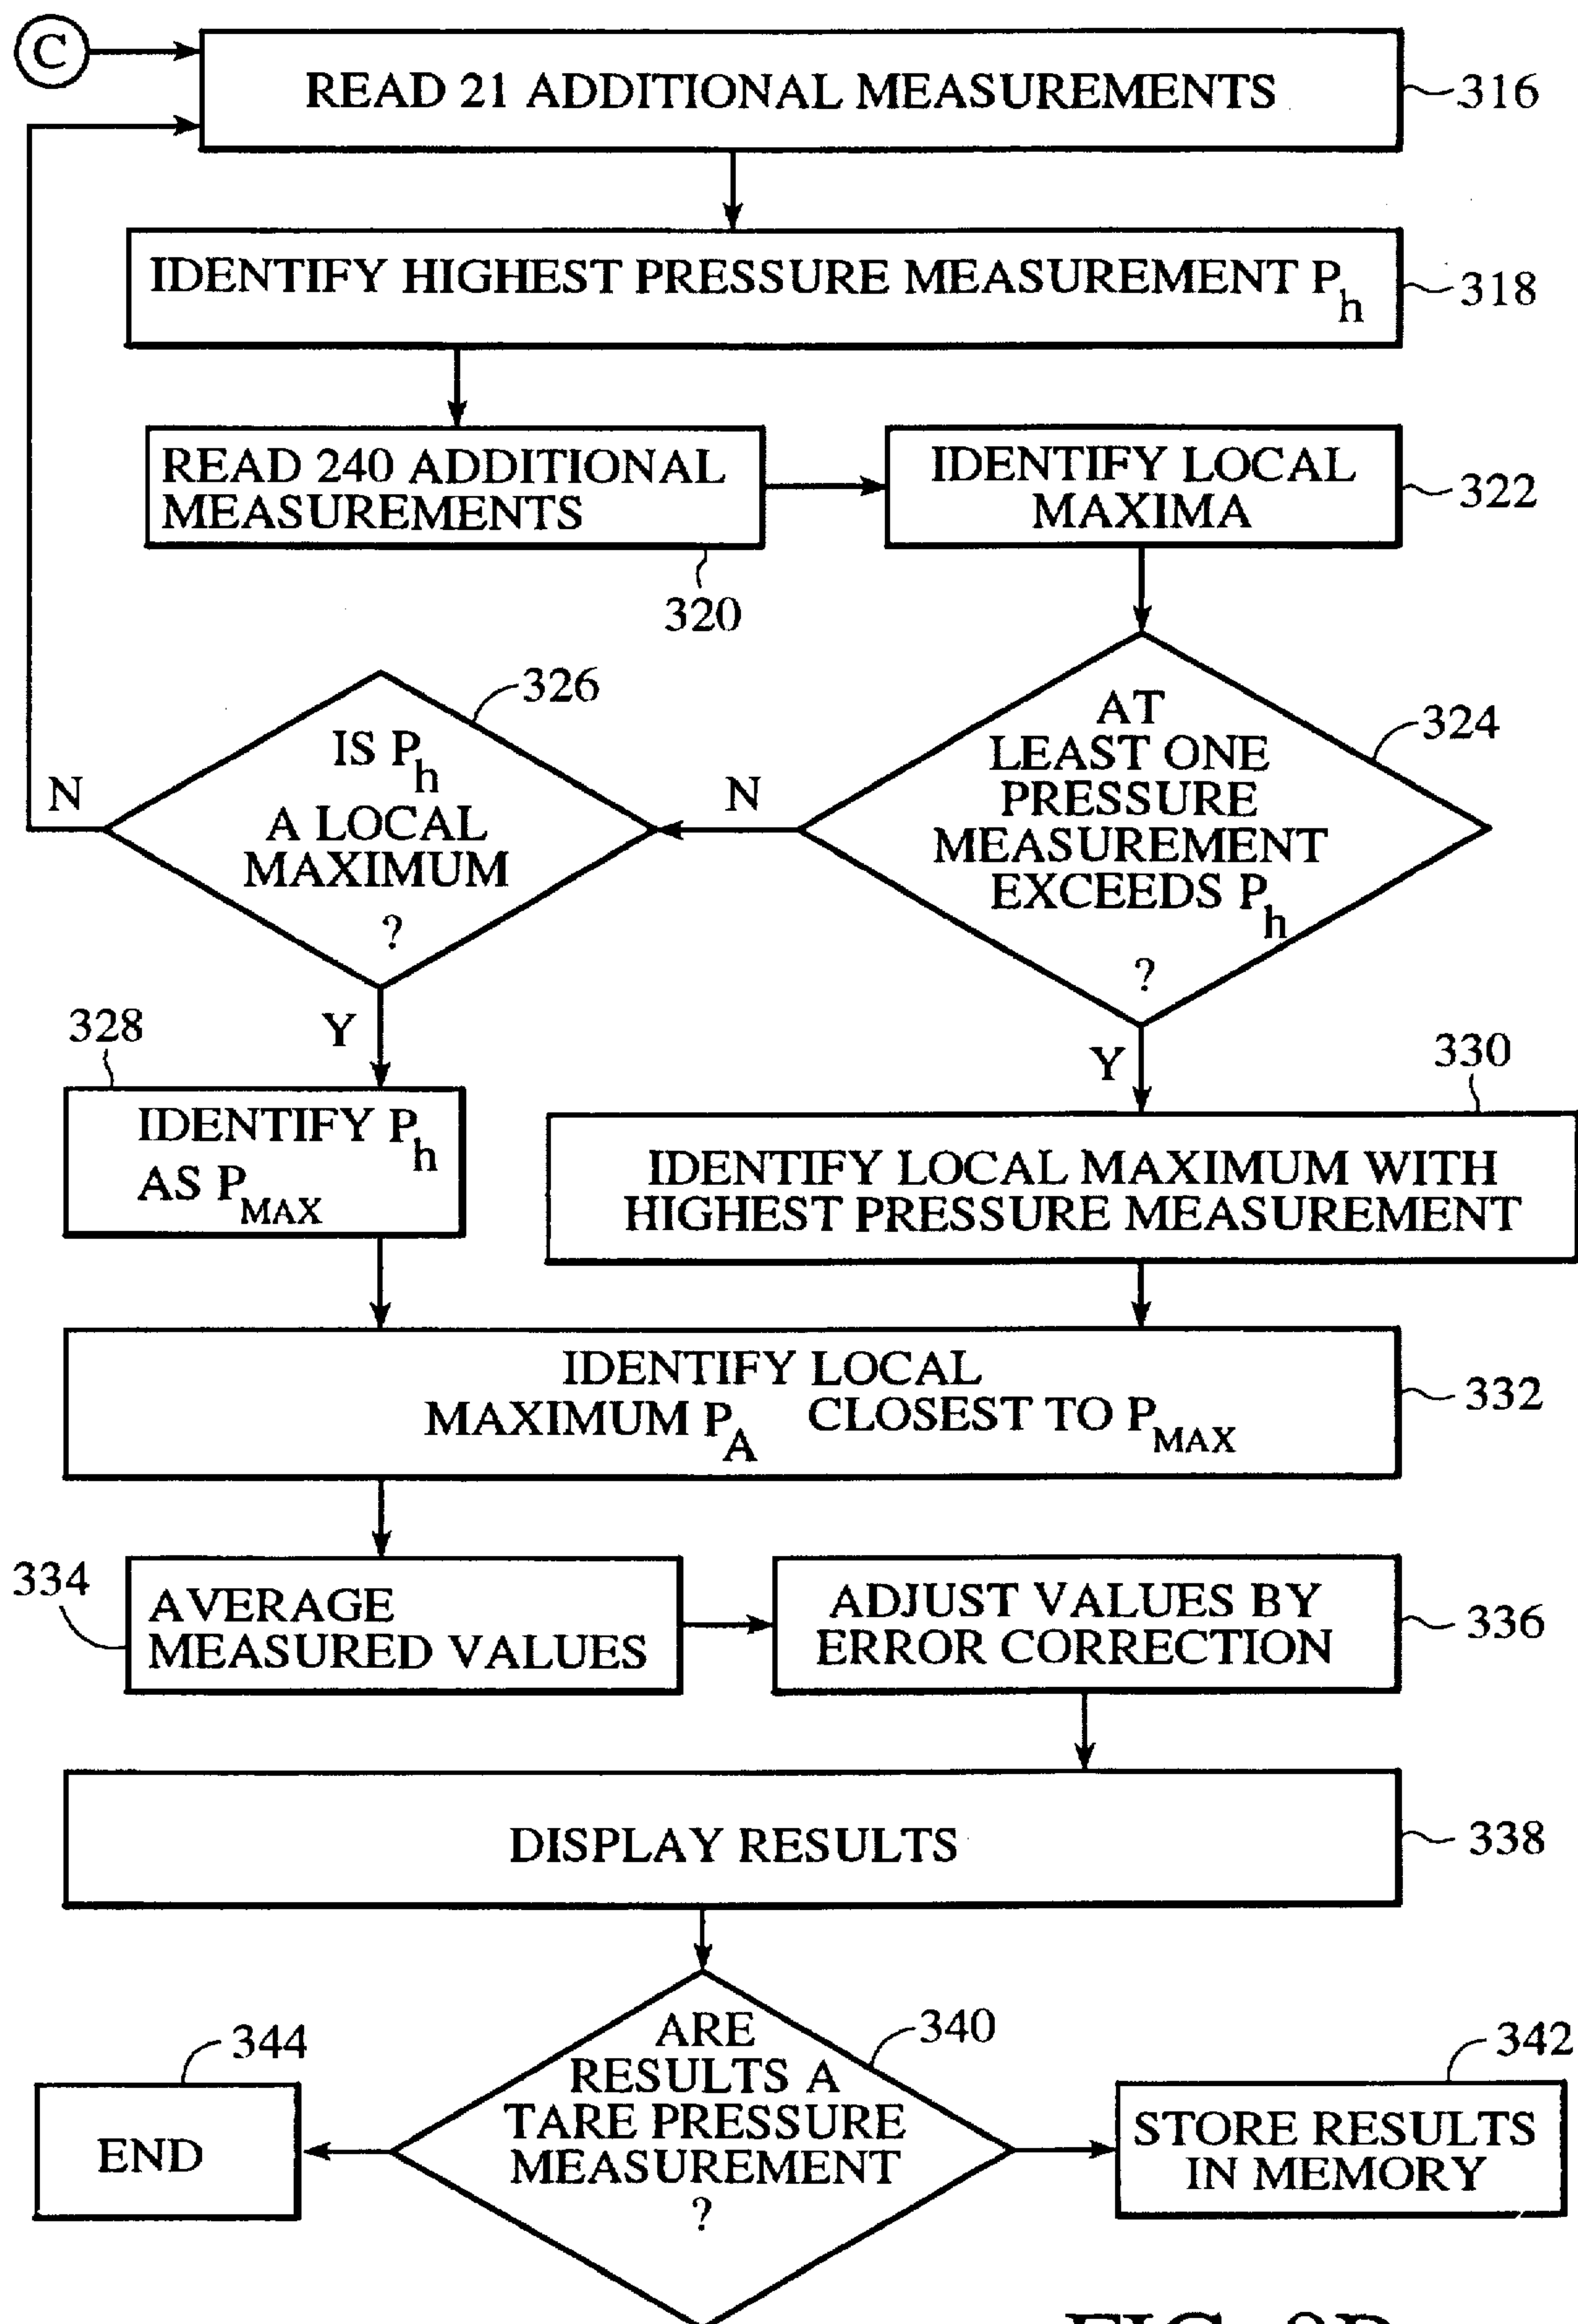 C
READ 21 ADDITIONAL MEASUREMENTS
316
IDENTIFY HIGHEST PRESSURE MEASUREMENT Ph
318
READ 240 ADDITIONAL
MEASUREMENTS
320
IDENTIFY LOCAL
MAXIMA
322
AT
LEAST ONE
PRESSURE
MEASUREMENT
EXCEEDS Ph
?
324
N
IS Ph
A LOCAL
MAXIMUM
?
326
N
Y
Y
328
IDENTIFY Ph
AS PMAX
330
IDENTIFY LOCAL MAXIMUM WITH
HIGHEST PRESSURE MEASUREMENT
IDENTIFY LOCAL
MAXIMUM PA CLOSEST TO PMAX
332
334
AVERAGE
MEASURED VALUES
ADJUST VALUES BY
ERROR CORRECTION
336
DISPLAY RESULTS
338
ARE
RESULTS A
TARE PRESSURE
MEASUREMENT
?
340
344
END
342
STORE RESULTS
IN MEMORY